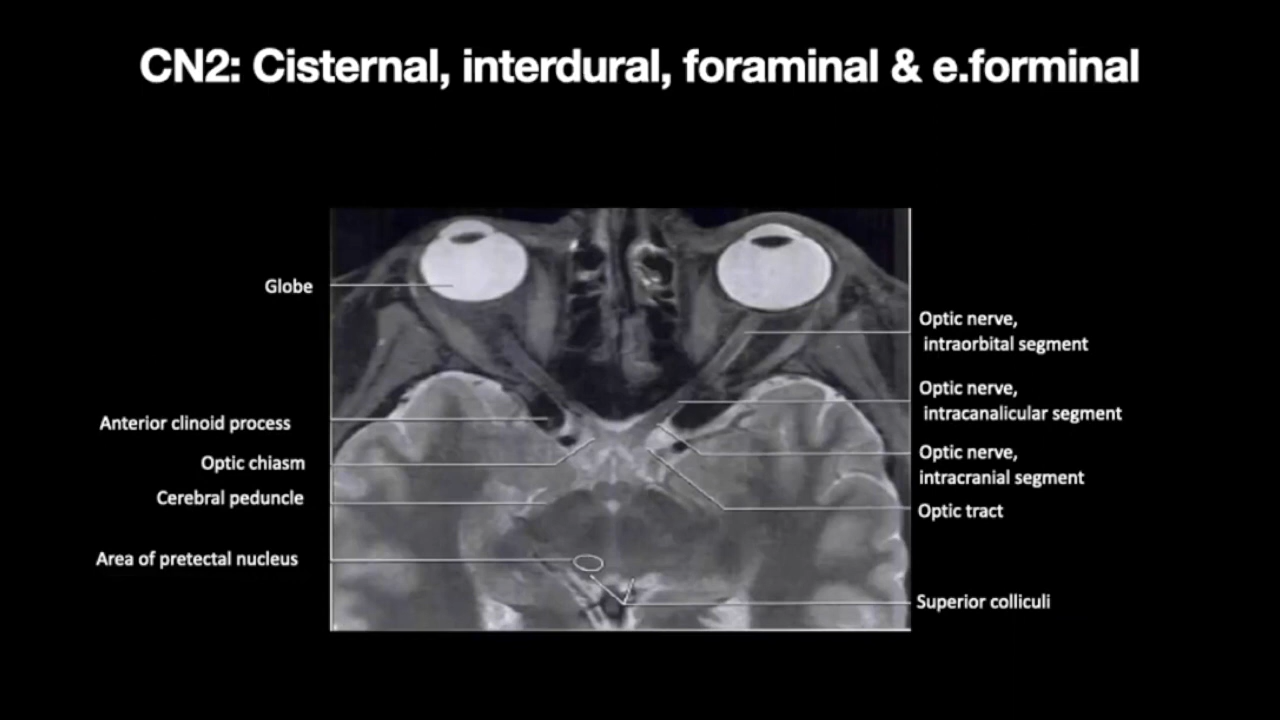 CN2: Cisternal, interdural, foraminal & e.forminal
Globe
Anterior clinoid process
Optic chiasm
Cerebral peduncle
Area of pretectal nucleus
Optic nerve,
intraorbital segment
Optic nerve,
intracanalicular segment
Optic nerve,
intracranial segment
Optic tract
Superior colliculi